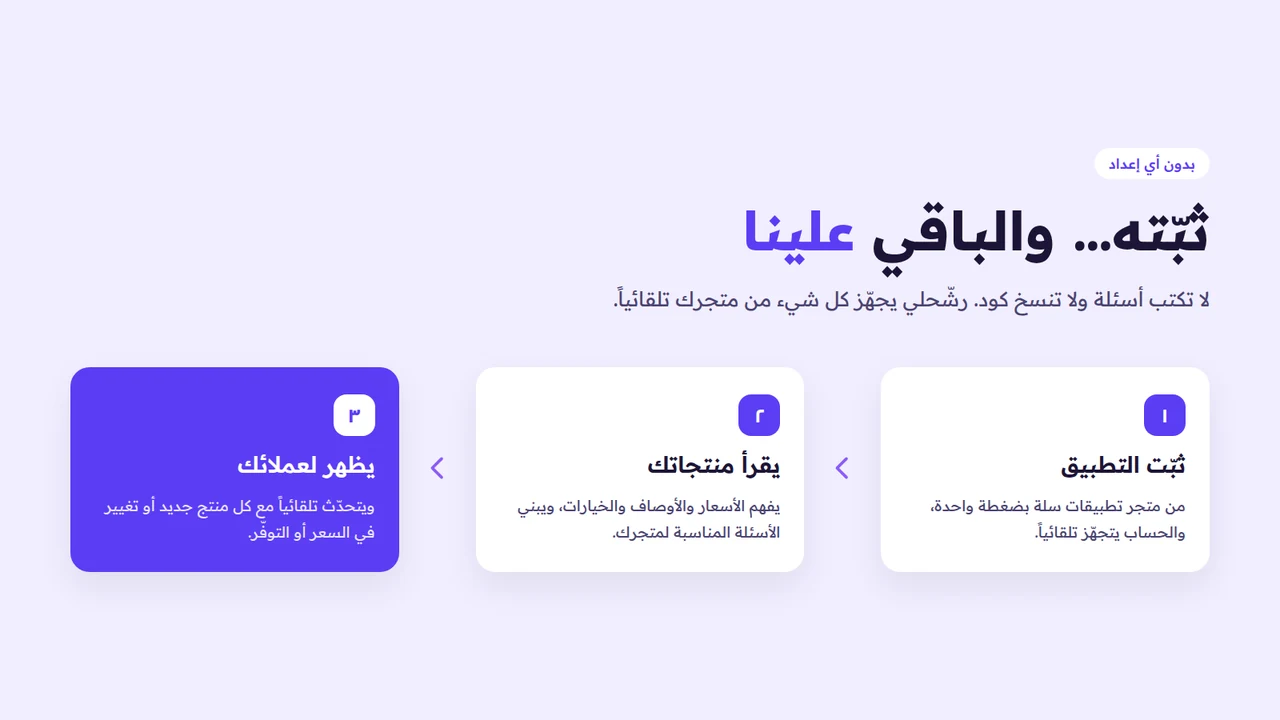 بدون أي إعداد
ثبّته... والباقي علينا
لا تكتب أسئلة ولا تنسخ كود. رشّحلي يجهّز كل شيء من متجرك تلقائياً.
١
ثبّت التطبيق
من متجر تطبيقات سلة بضغطة واحدة،
والحساب يتجهّز تلقائياً.
٢
يقرأ منتجاتك
يفهم الأسعار والأوصاف والخيارات، ويبني
الأسئلة المناسبة لمتجرك.
٣
يظهر لعملائك
ويتحدّث تلقائياً مع كل منتج جديد أو تغيير
في السعر أو التوفّر.